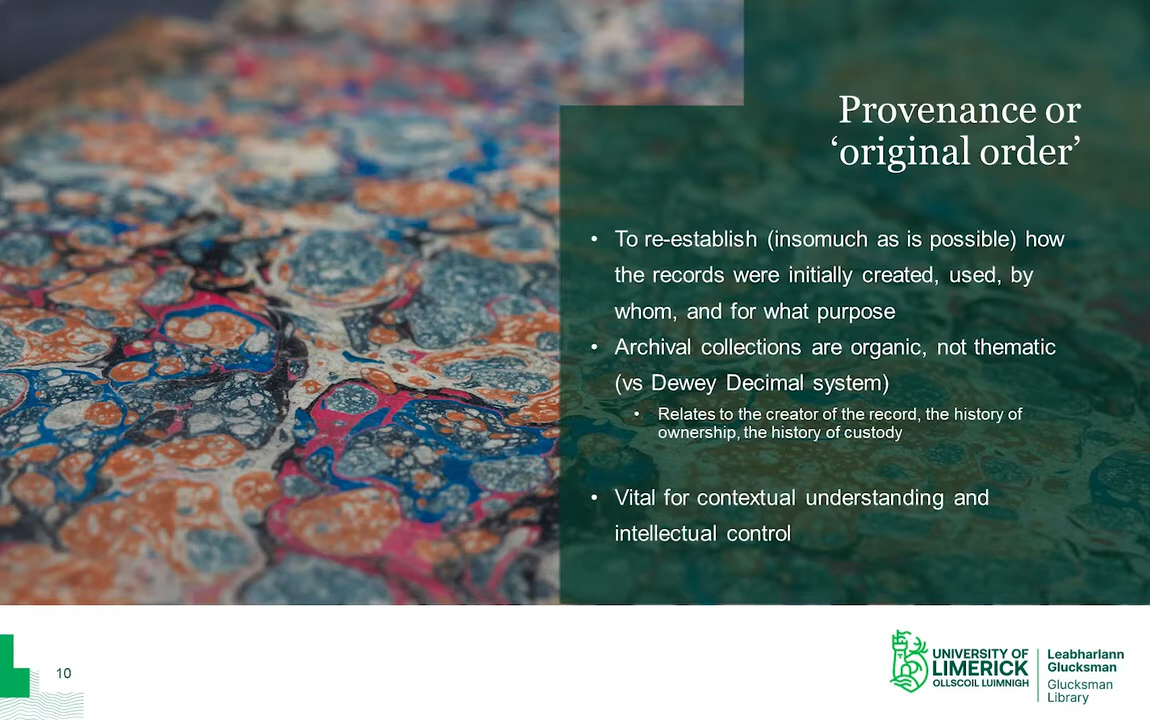 Provenance or
‘original order’
• To re-establish (insomuch as is possible) how
the records were initially created, used, by
whom, and for what purpose
• Archival collections are organic, not thematic
(vs Dewey Decimal system)
• Relates to the creator of the record, the history of
ownership, the history of custody
• Vital for contextual understanding and
intellectual control
10
UNIVERSITY OF
LIMERICK
OLLSCOIL LUIMNIGH
Leabharlann
Glucksman
Glucksman
Library